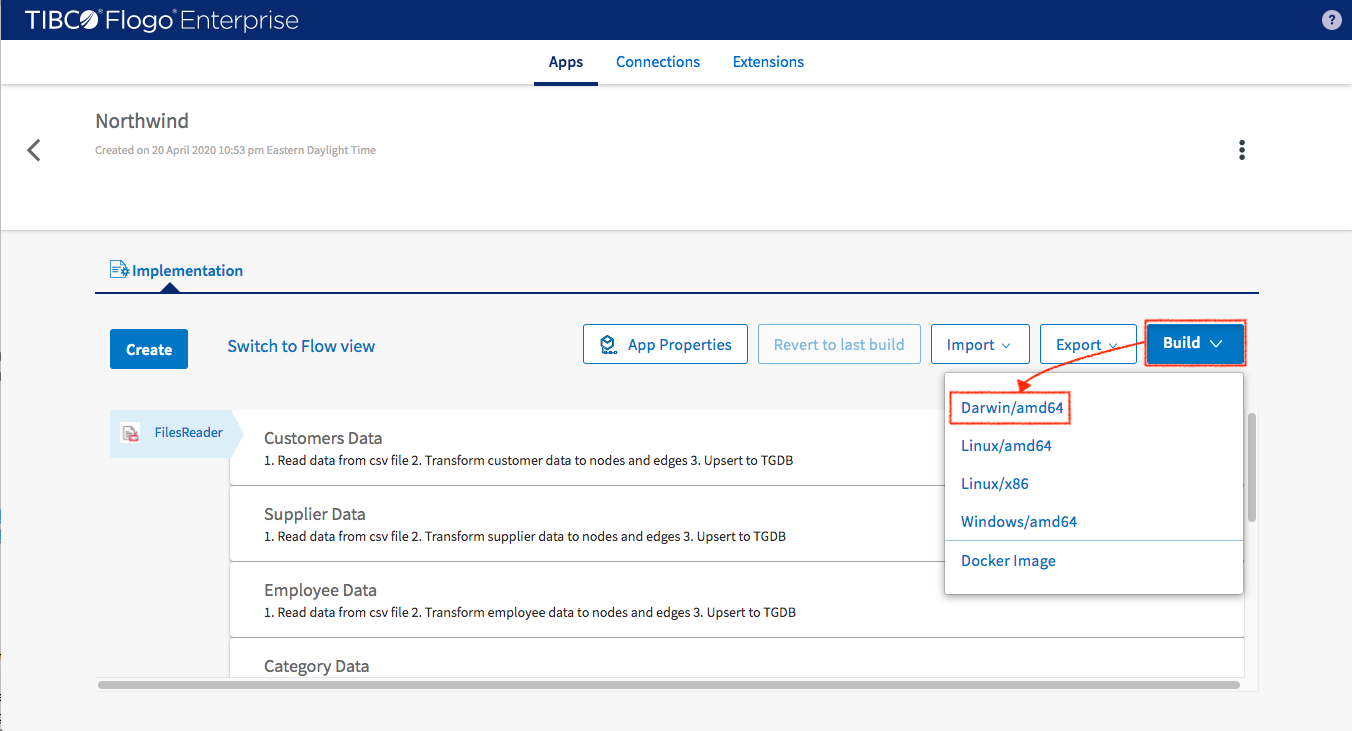 TIBCO® Flogo® Enterprise
?
Apps Connections Extensions
Northwind
Created on 20 April 2020 10:53 pm Eastern Daylight Time
Implementation
Create Switch to Flow view App Properties Revert to last build Import Export Build
Darwin/amd64
Linux/amd64
Linux/x86
Windows/amd64
Docker Image
FilesReader
Customers Data
1. Read data from csv file 2. Transform customer data to nodes and edges 3. Upsert to TGDB
Supplier Data
1. Read data from csv file 2. Transform supplier data to nodes and edges 3. Upsert to TGDB
Employee Data
1. Read data from csv file 2. Transform employee data to nodes and edges 3. Upsert to TGDB
Category Data